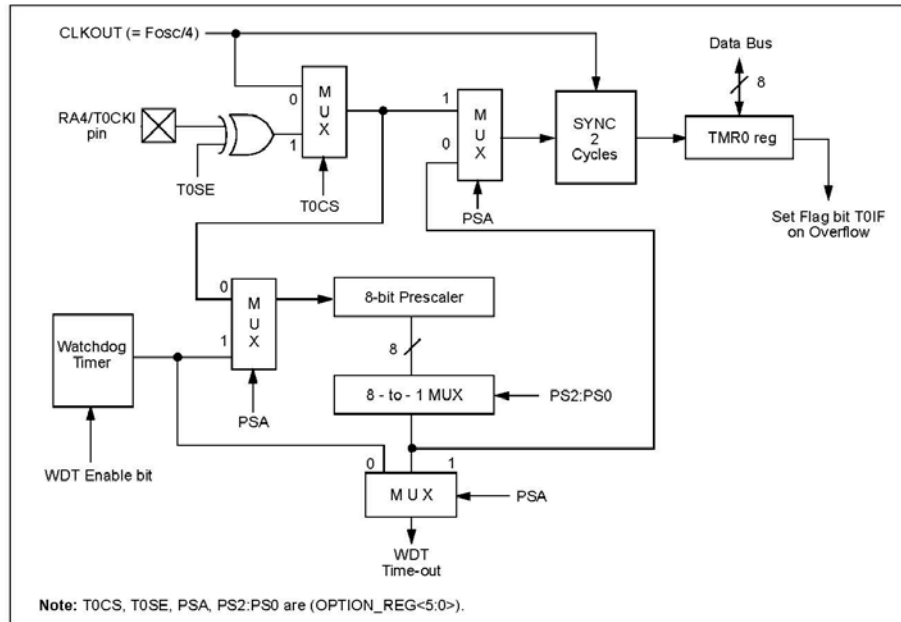 CLKOUT (= Fosc/4)
Data Bus
8
RA4/T0CKI
pin
T0SE
0
1
M
U
X
T0CS
1
0
M
U
X
PSA
SYNC
2
Cycles
TMR0 reg
Set Flag bit T0IF
on Overflow
0
1
M
U
X
PSA
8-bit Prescaler
8
Watchdog
Timer
WDT Enable bit
8 - to - 1 MUX
PS2:PS0
0
1
M U X
PSA
WDT
Time-out
Note: T0CS, T0SE, PSA, PS2:PS0 are (OPTION_REG<5:0>).